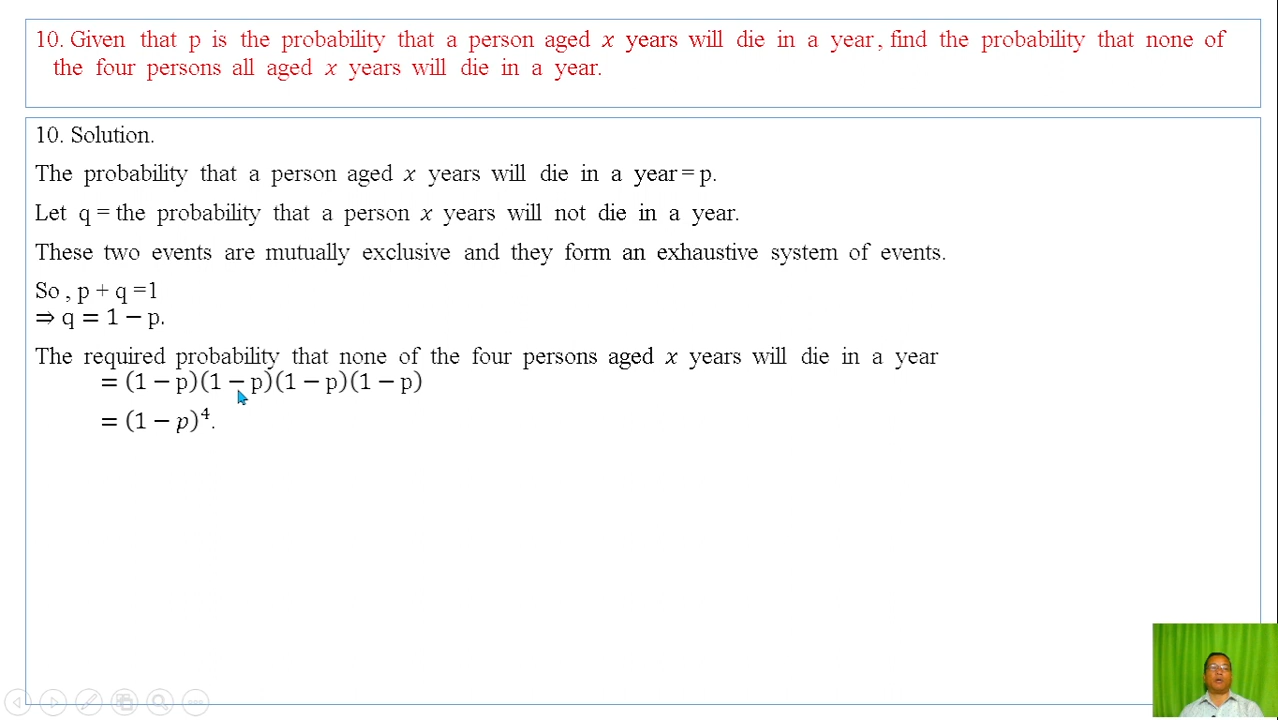 10. Given that p is the probability that a person aged x years will die in a year, find the probability that none of
the four persons all aged x years will die in a year.
10. Solution.
The probability that a person aged x years will die in a year = p.
Let q = the probability that a person x years will not die in a year.
These two events are mutually exclusive and they form an exhaustive system of events.
So , p + q =1
⇒ q = 1 − p.
The required probability that none of the four persons aged x years will die in a year
= (1 − p)(1 − p)(1 − p)(1 − p)
= (1 − p)⁴.